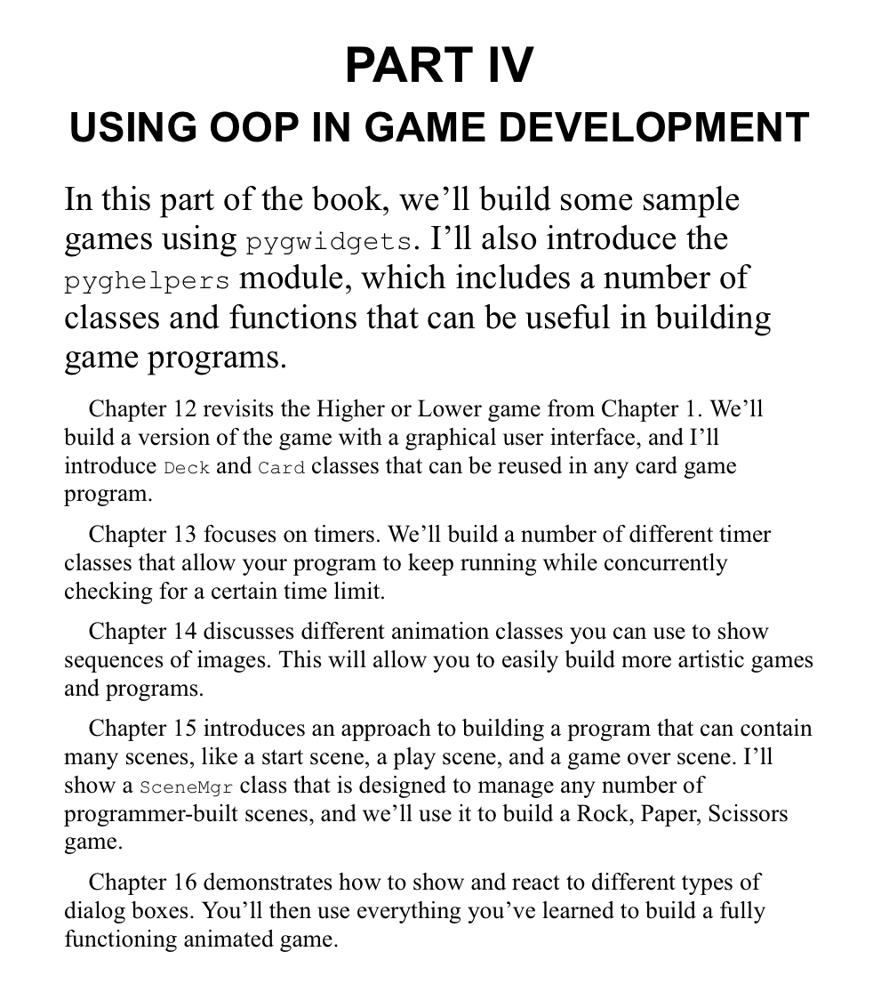 PART IV
USING OOP IN GAME DEVELOPMENT
In this part of the book, we’ll build some sample
games using pygwidgets. I’ll also introduce the
pyghelpers module, which includes a number of
classes and functions that can be useful in building
game programs.
Chapter 12 revisits the Higher or Lower game from Chapter 1. We’ll
build a version of the game with a graphical user interface, and I’ll
introduce Deck and Card classes that can be reused in any card game
program.
Chapter 13 focuses on timers. We’ll build a number of different timer
classes that allow your program to keep running while concurrently
checking for a certain time limit.
Chapter 14 discusses different animation classes you can use to show
sequences of images. This will allow you to easily build more artistic games
and programs.
Chapter 15 introduces an approach to building a program that can contain
many scenes, like a start scene, a play scene, and a game over scene. I’ll
show a SceneMgr class that is designed to manage any number of
programmer-built scenes, and we’ll use it to build a Rock, Paper, Scissors
game.
Chapter 16 demonstrates how to show and react to different types of
dialog boxes. You’ll then use everything you’ve learned to build a fully
functioning animated game.